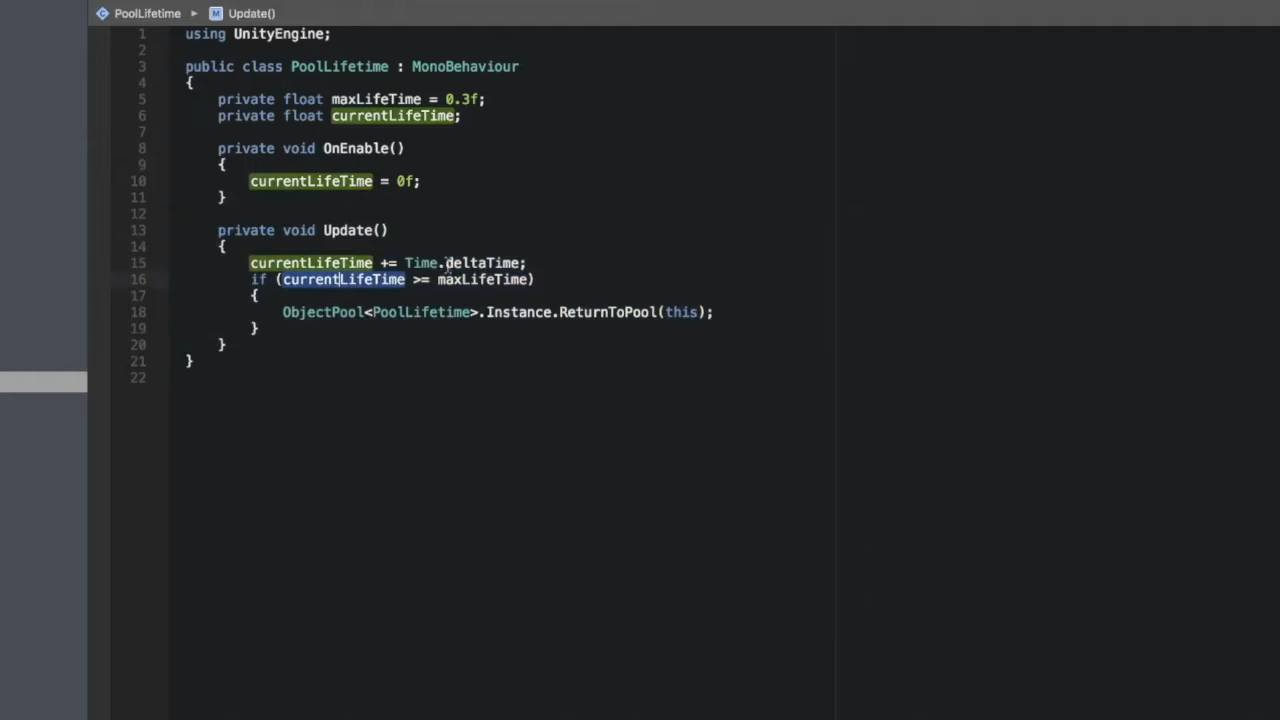 PoolLifetime ▸ M Update()
1 using UnityEngine;
2
3 public class PoolLifetime : MonoBehaviour
4 {
5 private float maxLifeTime = 0.3f;
6 private float currentLifeTime;
7
8 private void OnEnable()
9 {
10 currentLifeTime = 0f;
11 }
12
13 private void Update()
14 {
15 currentLifeTime += Time.deltaTime;
16 if (currentLifeTime >= maxLifeTime)
17 {
18 ObjectPool<PoolLifetime>.Instance.ReturnToPool(this);
19 }
20 }
21 }
22